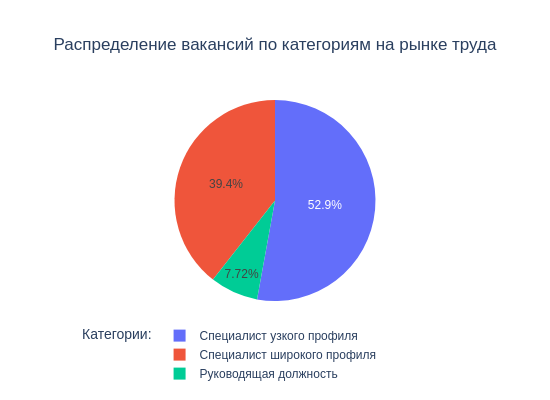 Распределение вакансий по категориям на рынке труда
39.4%
52.9%
7.72%
Категории:
Специалист узкого профиля
Специалист широкого профиля
Руководящая должность